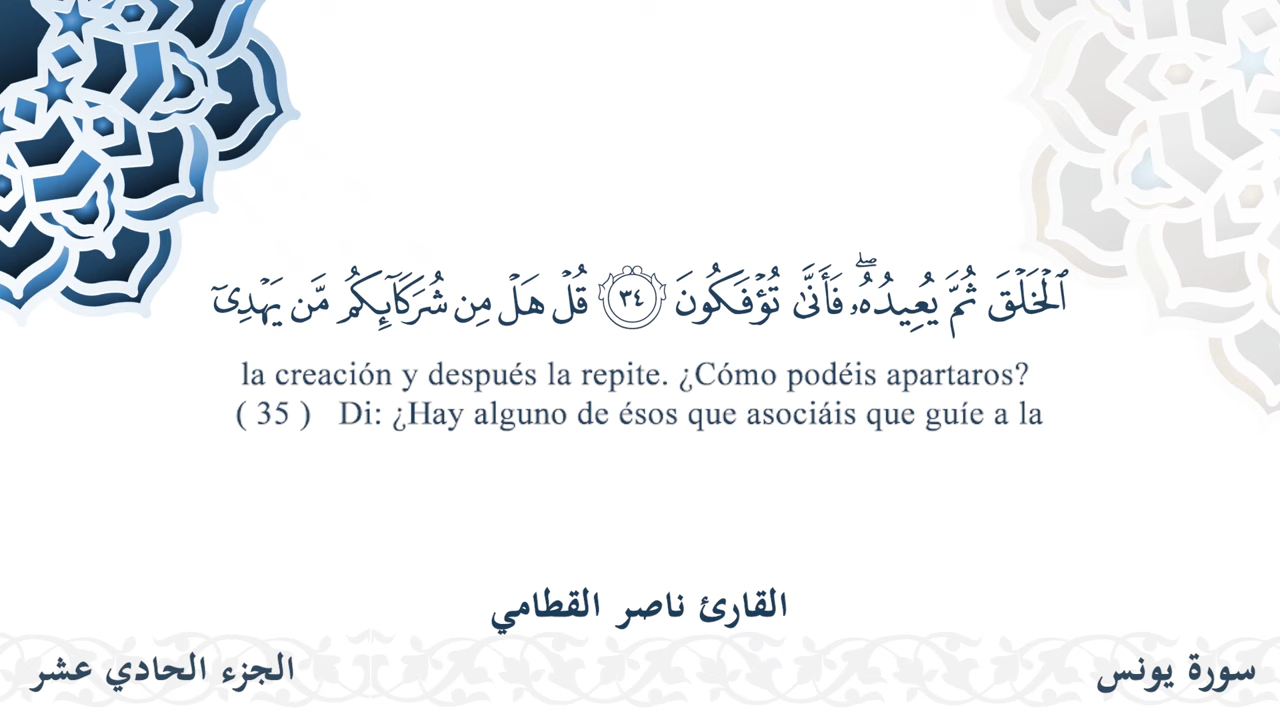 ٱلۡخَلۡقَ ثُمَّ يُعِيدُهُۥۖ فَأَنَّىٰ تُؤۡفَكُونَ ٣٤ قُلۡ هَلۡ مِن شُرَكَآئِكُم مَّن يَهۡدِيٓ
la creación y después la repite. ¿Cómo podéis apartaros?
( 35 ) Di: ¿Hay alguno de ésos que asociáis que guíe a la
القارئ ناصر القطامي
سورة يونس
الجزء الحادي عشر